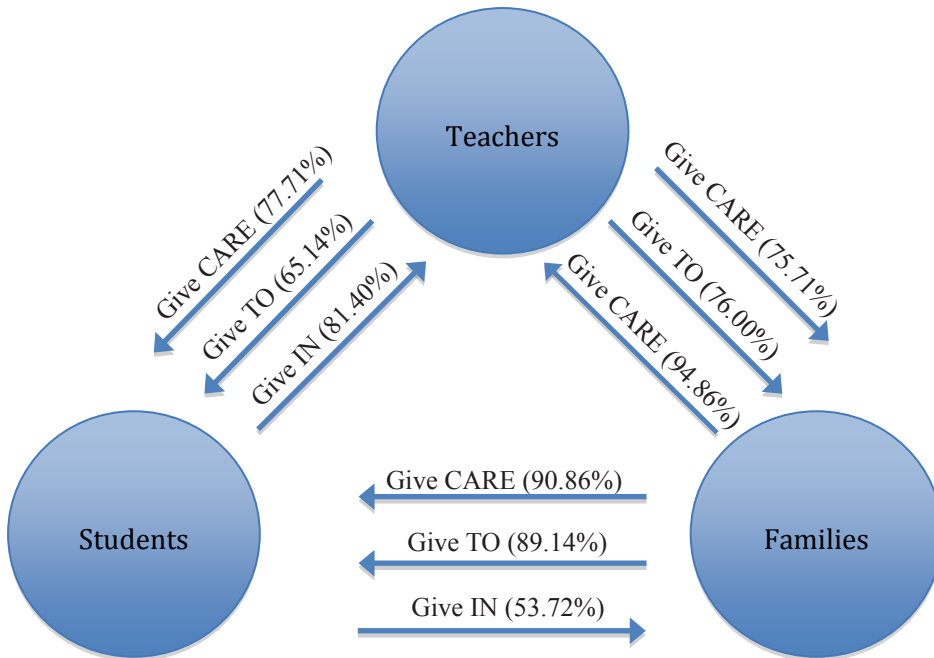 Teachers
Give CARE (77.71%)
Give TO (65.14%)
Give IN (81.40%)
Give CARE (75.71%)
Give TO (76.00%)
Give CARE (94.86%)
Students
Give CARE (90.86%)
Give TO (89.14%)
Give IN (53.72%)
Families